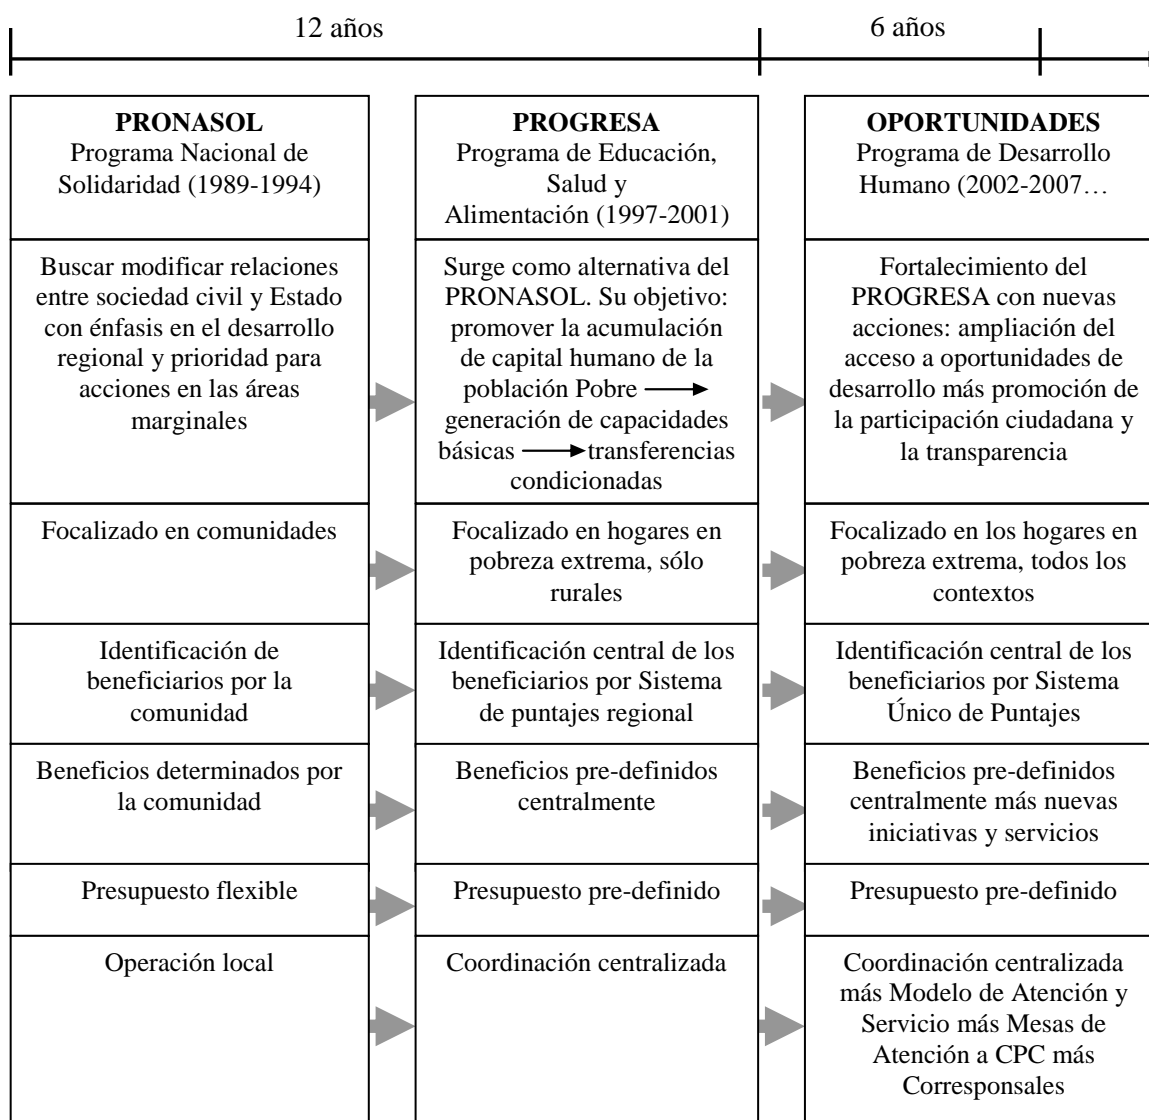 12 años
6 años
PRONASOL
Programa Nacional de
Solidaridad (1989-1994)
PROGRESA
Programa de Educación,
Salud y
Alimentación (1997-2001)
OPORTUNIDADES
Programa de Desarrollo
Humano (2002-2007…
Buscar modificar relaciones
entre sociedad civil y Estado
con énfasis en el desarrollo
regional y prioridad para
acciones en las áreas
marginales
Surge como alternativa del
PRONASOL. Su objetivo:
promover la acumulación
de capital humano de la
población Pobre
generación de capacidades
básicas transferencias
condicionadas
Fortalecimiento del
PROGRESA con nuevas
acciones: ampliación del
acceso a oportunidades de
desarrollo más promoción de
la participación ciudadana y
la transparencia
Focalizado en comunidades
Focalizado en hogares en
pobreza extrema, sólo
rurales
Focalizado en los hogares en
pobreza extrema, todos los
contextos
Identificación de
beneficiarios por la
comunidad
Identificación central de los
beneficiarios por Sistema
de puntajes regional
Identificación central de los
beneficiarios por Sistema
Único de Puntajes
Beneficios determinados por
la comunidad
Beneficios pre-definidos
centralmente
Beneficios pre-definidos
centralmente más nuevas
iniciativas y servicios
Presupuesto flexible
Presupuesto pre-definido
Presupuesto pre-definido
Operación local
Coordinación centralizada
Coordinación centralizada
más Modelo de Atención y
Servicio más Mesas de
Atención a CPC más
Corresponsales